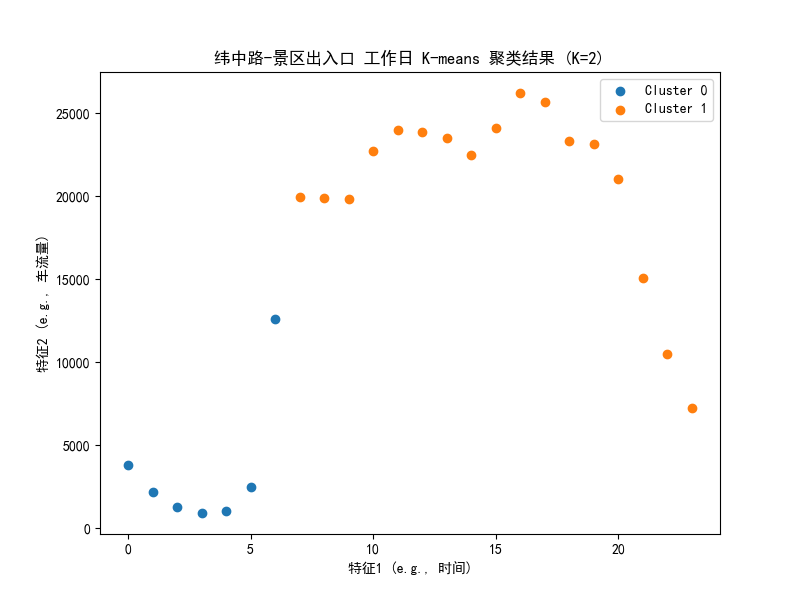 纬中路-景区出入口 工作日 K-means 聚类结果 (K=2)
Cluster 0
Cluster 1
25000
20000
15000
10000
5000
0
特征2 (e.g., 车流量)
0 5 10 15 20
特征1 (e.g., 时间)